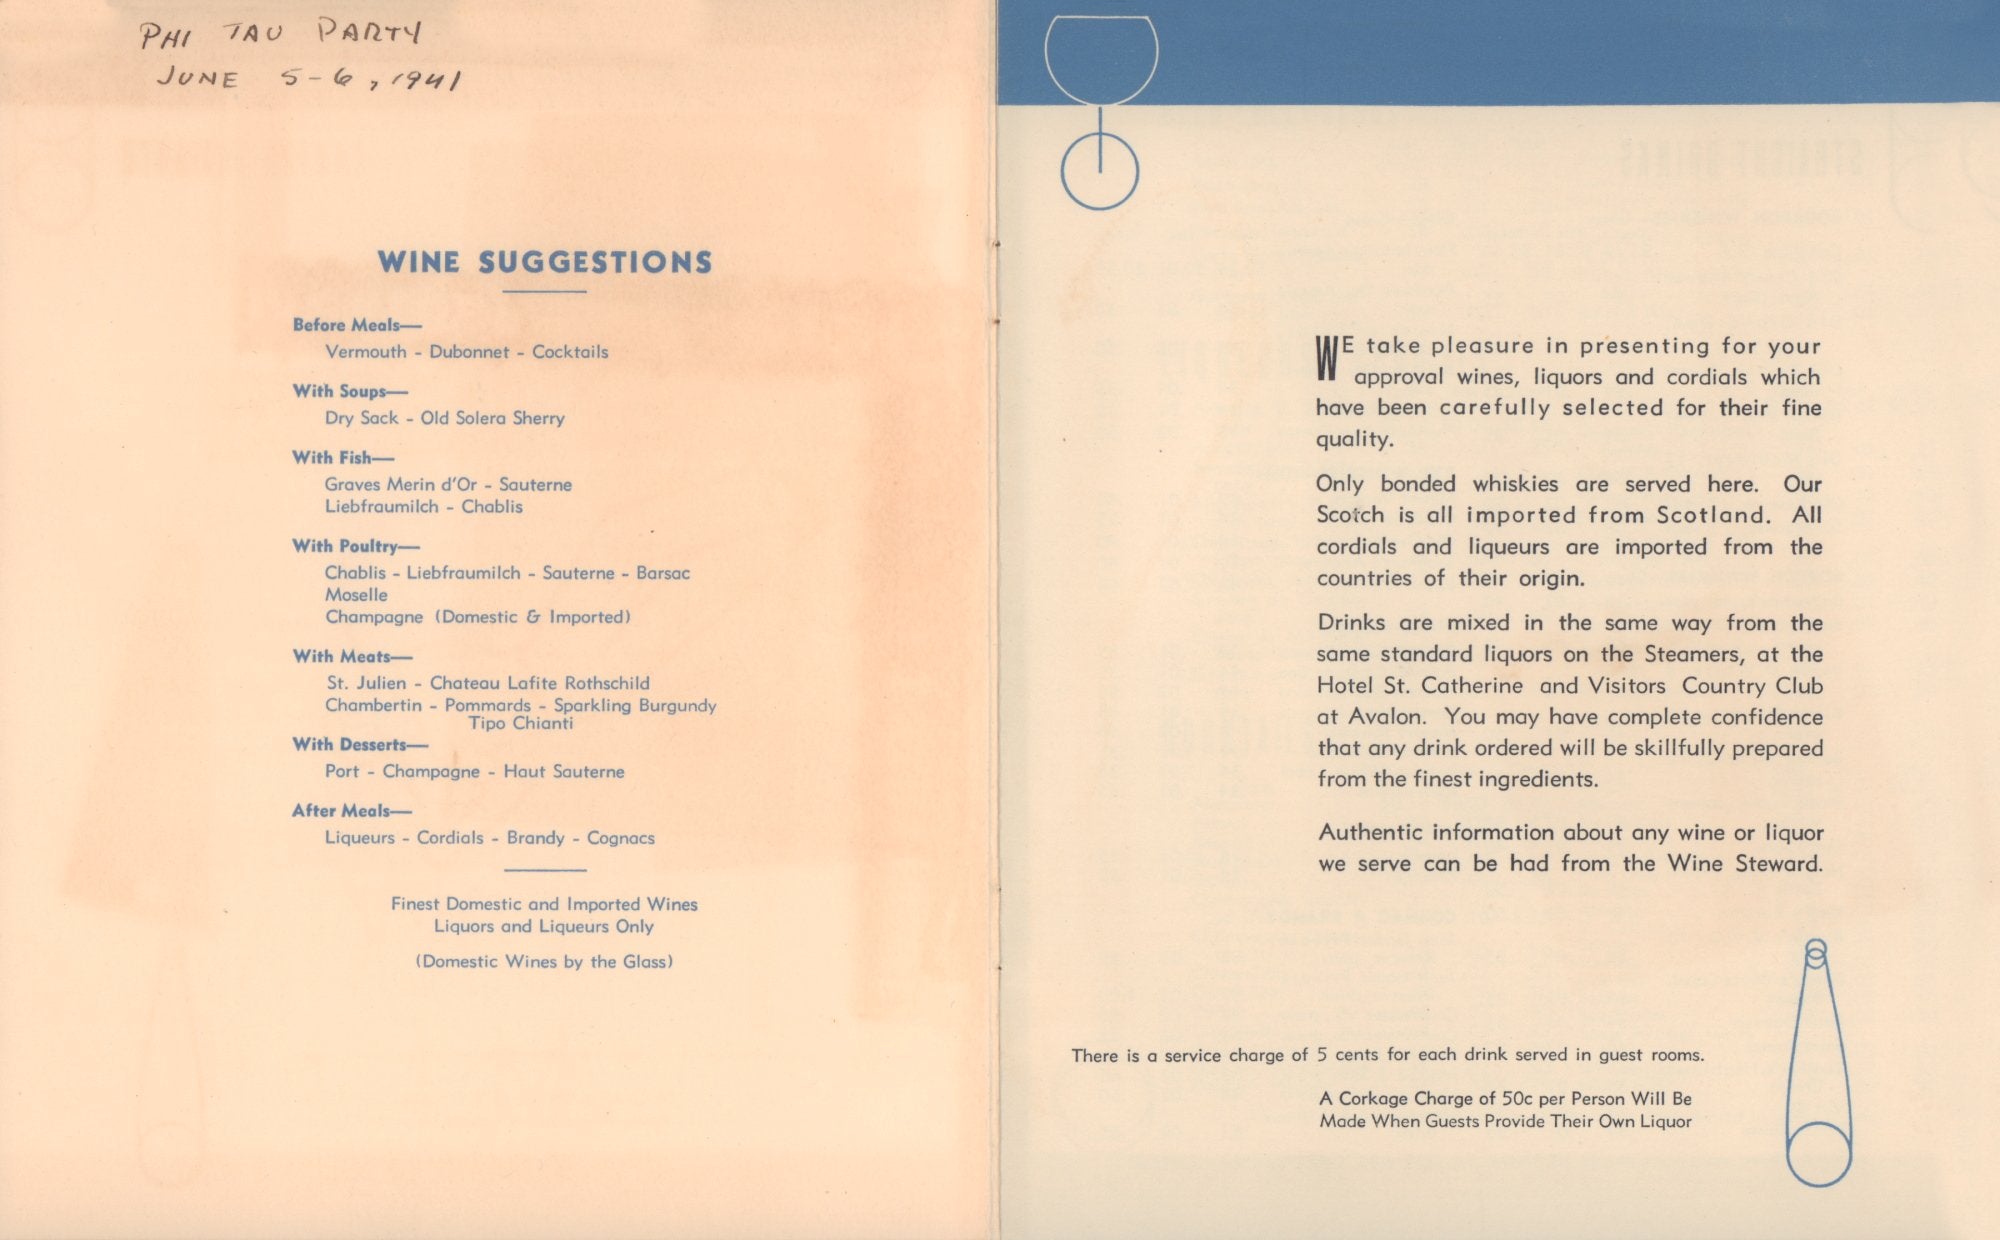 PHI TAU PARTY
JUNE 5-6, 1941
WINE SUGGESTIONS
Before Meals—
Vermouth - Dubonnet - Cocktails
With Soups—
Dry Sack - Old Solera Sherry
With Fish—
Graves Merin d'Or - Sauterne
Liebfraumilch - Chablis
With Poultry—
Chablis - Liebfraumilch - Sauterne - Barsac
Moselle
Champagne (Domestic & Imported)
With Meats—
St. Julien - Chateau Lafite Rothschild
Chambertin - Pommards - Sparkling Burgundy
Tipo Chianti
With Desserts—
Port - Champagne - Haut Sauterne
After Meals—
Liqueurs - Cordials - Brandy - Cognacs
Finest Domestic and Imported Wines
Liquors and Liqueurs Only
(Domestic Wines by the Glass)
WE take pleasure in presenting for your
approval wines, liquors and cordials which
have been carefully selected for their fine
quality.
Only bonded whiskies are served here. Our
Scotch is all imported from Scotland. All
cordials and liqueurs are imported from the
countries of their origin.
Drinks are mixed in the same way from the
same standard liquors on the Steamers, at the
Hotel St. Catherine and Visitors Country Club
at Avalon. You may have complete confidence
that any drink ordered will be skillfully prepared
from the finest ingredients.
Authentic information about any wine or liquor
we serve can be had from the Wine Steward.
There is a service charge of 5 cents for each drink served in guest rooms.
A Corkage Charge of 50c per Person Will Be
Made When Guests Provide Their Own Liquor